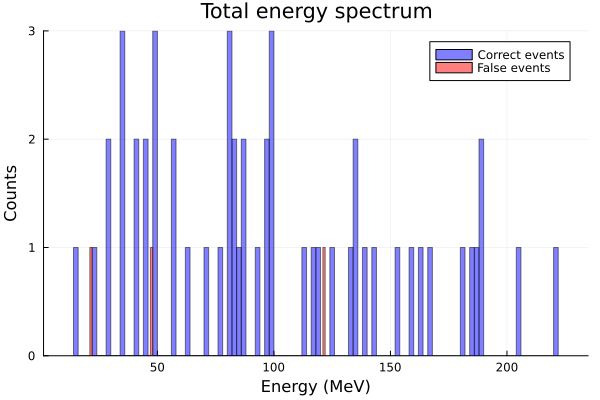 Total energy spectrum
Correct events
False events
Counts
3
2
1
0
50
100
150
200
Energy (MeV)